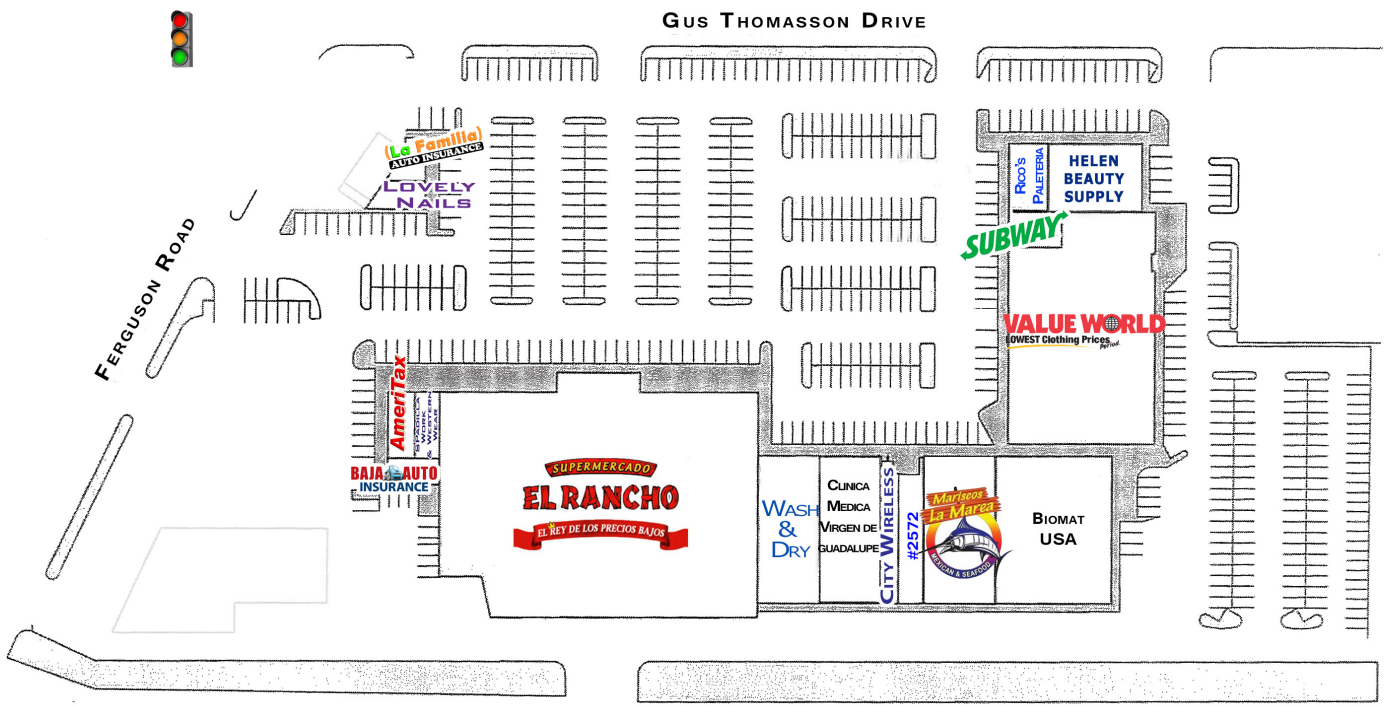 GUS THOMASSON DRIVE
FERGUSON ROAD
(La Familia)
AUTO INSURANCE
LOVELY
NAILS
RICO'S
PALETERIA
HELEN
BEAUTY
SUPPLY
SUBWAY
VALUE WORLD
LOWEST Clothing Prices
Period.
AmeriTax
SPADILLA
WORK
& WESTERN
WEAR
BAJA AUTO
INSURANCE
SUPERMERCADO
EL RANCHO
EL REY DE LOS PRECIOS BAJOS
WASH
&
DRY
CLINICA
MEDICA
VIRGEN DE
GUADALUPE
CITY WIRELESS
#2572
Mariscos
La Marea
MEXICAN & SEAFOOD
BIOMAT
USA